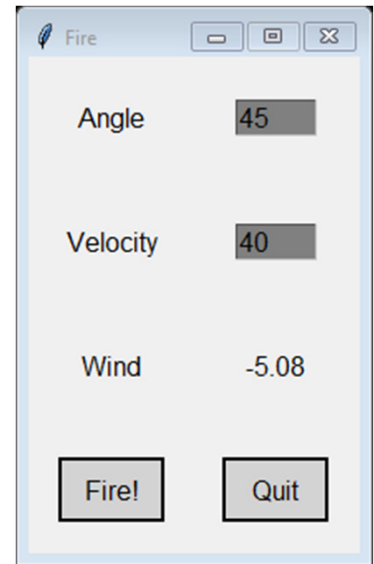 Fire
Angle 45
Velocity 40
Wind -5.08
Fire! Quit